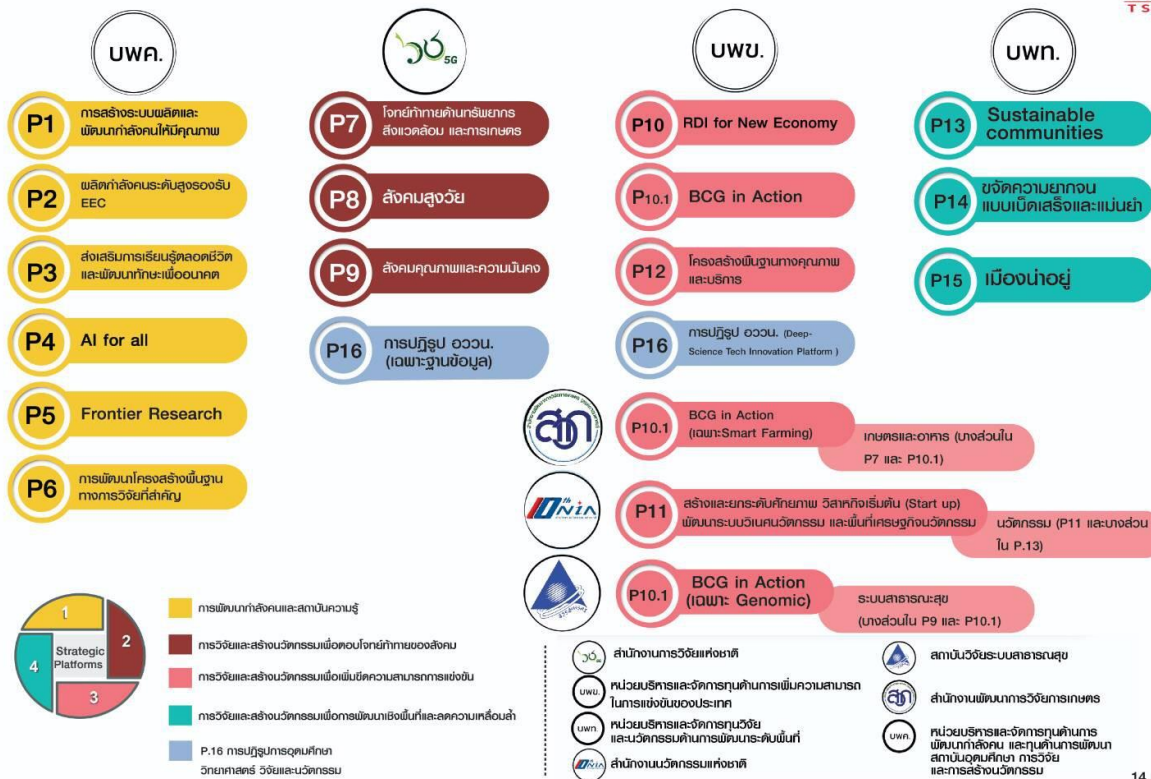 TS
บพค.
P1
การสร้างระบบผลิตและ
พัฒนากำลังคนให้มีคุณภาพ
P2
ผลิตกำลังคนระดับสูงรองรับ
EEC
P3
ส่งเสริมการเรียนรู้ตลอดชีวิต
และพัฒนาทักษะเพื่ออนาคต
P4
AI for all
P5
Frontier Research
P6
การพัฒนาโครงสร้างพื้นฐาน
ทางการวิจัยที่สำคัญ
วช 5G
P7
โจทย์ท้าทายด้านทรัพยากร
สิ่งแวดล้อม และการเกษตร
P8
สังคมสูงวัย
P9
สังคมคุณภาพและความมั่นคง
P16
การปฏิรูป อววน.
(เฉพาะฐานข้อมูล)
บพข.
P10
RDI for New Economy
P10.1
BCG in Action
P12
โครงสร้างพื้นฐานทางคุณภาพ
และบริการ
P16
การปฏิรูป อววน. (Deep-
Science Tech Innovation Platform )
บพท.
P13
Sustainable
communities
P14
ขจัดความยากจน
แบบเบ็ดเสร็จและแม่นยำ
P15
เมืองน่าอยู่
สวก
P10.1
BCG in Action
(เฉพาะSmart Farming)
เกษตรและอาหาร (บางส่วนใน
P7 และ P10.1)
10th NIA
P11
สร้างและยกระดับศักยภาพ วิสาหกิจเริ่มต้น (Start up)
พัฒนาระบบวิเนศนวัตกรรม และพื้นที่เศรษฐกิจนวัตกรรม
นวัตกรรม (P11 และบางส่วน
ใน P.13)
P10.1
BCG in Action
(เฉพาะ Genomic)
ระบบสาธารณะสุข
(บางส่วนใน P9 และ P10.1)
1
2
3
4
Strategic
Platforms
การพัฒนากำลังคนและสถาบันความรู้
การวิจัยและสร้างนวัตกรรมเพื่อตอบโจทย์ท้าทายของสังคม
การวิจัยและสร้างนวัตกรรมเพื่อเพิ่มขีดความสามารถการแข่งขัน
การวิจัยและสร้างนวัตกรรมเพื่อการพัฒนาเชิงพื้นที่และลดความเหลื่อมล้ำ
P.16 การปฏิรูปการอุดมศึกษา
วิทยาศาสตร์ วิจัยและนวัตกรรม
วช 5G
สำนักงานการวิจัยแห่งชาติ
บพข.
หน่วยบริหารและจัดการทุนด้านการเพิ่มความสามารถ
ในการแข่งขันของประเทศ
บพท.
หน่วยบริหารและจัดการทุนวิจัย
และนวัตกรรมด้านการพัฒนาระดับพื้นที่
NIA
สำนักงานนวัตกรรมแห่งชาติ
สถาบันวิจัยระบบสาธารณสุข
สวก
สำนักงานพัฒนาการวิจัยการเกษตร
บพค.
หน่วยบริหารและจัดการทุนด้านการ
พัฒนากำลังคน และทุนด้านการพัฒนา
สถาบันอุดมศึกษา การวิจัย
และการสร้างนวัตกรรม
14